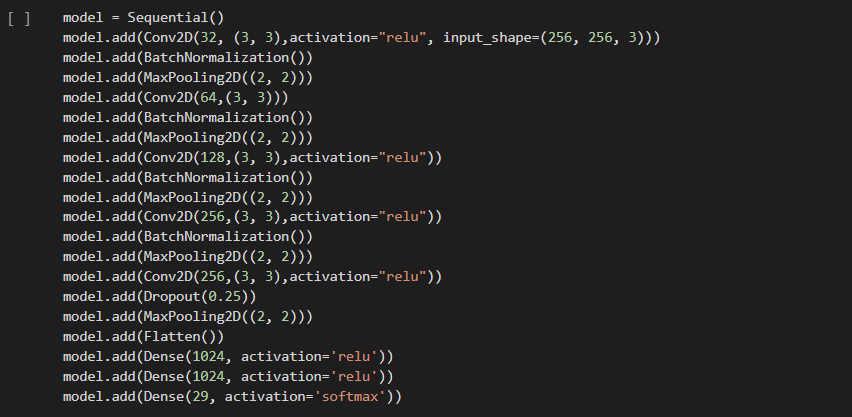 [ ] model = Sequential()
model.add(Conv2D(32, (3, 3),activation="relu", input_shape=(256, 256, 3)))
model.add(BatchNormalization())
model.add(MaxPooling2D((2, 2)))
model.add(Conv2D(64,(3, 3)))
model.add(BatchNormalization())
model.add(MaxPooling2D((2, 2)))
model.add(Conv2D(128,(3, 3),activation="relu"))
model.add(BatchNormalization())
model.add(MaxPooling2D((2, 2)))
model.add(Conv2D(256,(3, 3),activation="relu"))
model.add(BatchNormalization())
model.add(MaxPooling2D((2, 2)))
model.add(Conv2D(256,(3, 3),activation="relu"))
model.add(Dropout(0.25))
model.add(MaxPooling2D((2, 2)))
model.add(Flatten())
model.add(Dense(1024, activation='relu'))
model.add(Dense(1024, activation='relu'))
model.add(Dense(29, activation='softmax'))